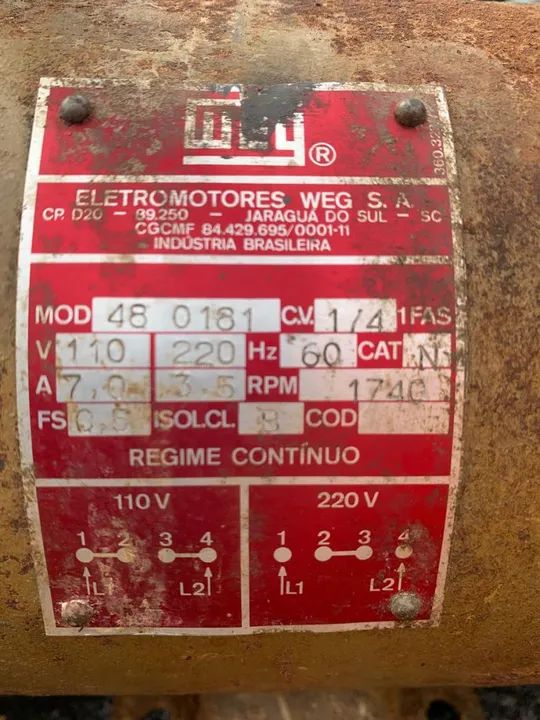 WEG ®
360.32
ELETROMOTORES WEG S. A.
CP. D20 - 89.250 - JARAGUÁ DO SUL - SC
CGCMF 84.429.695/0001-11
INDÚSTRIA BRASILEIRA
MOD 48 0181 C.V. 1/4 1FAS
V 110 220 Hz 60 CAT N
A 7,0 3,5 RPM 1740
FS ISOL.CL. B COD
REGIME CONTÍNUO
110 V 220 V
1 2 3 4 1 2 3 4
L1 L2 L1 L2